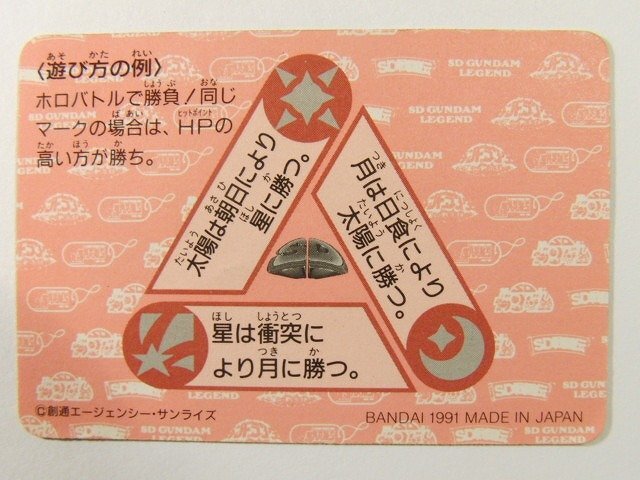 〈遊び方の例〉
ホロバトルで勝負！同じ
マークの場合は、HPの
高い方が勝ち。
太陽は朝日により
星に勝つ。
月は日食により
太陽に勝つ。
星は衝突に
より月に勝つ。
©創通エージェンシー・サンライズ
BANDAI 1991 MADE IN JAPAN
SD GUNDAM
LEGEND